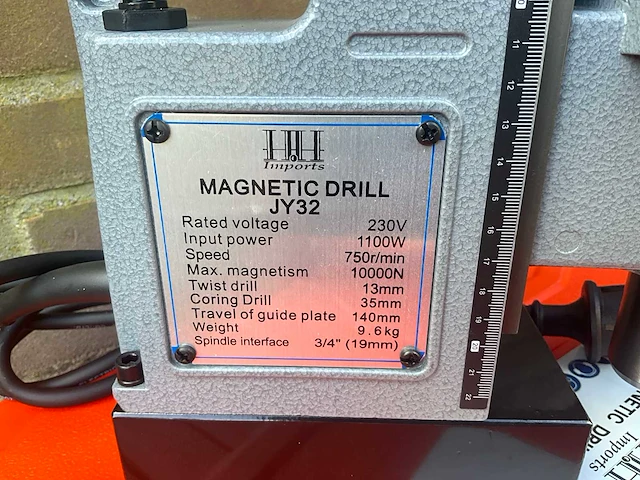 HH
Imports
MAGNETIC DRILL
JY32
Rated voltage 230V
Input power 1100W
Speed 750r/min
Max. magnetism 10000N
Twist drill 13mm
Coring Drill 35mm
Travel of guide plate 140mm
Weight 9.6kg
Spindle interface 3/4" (19mm)
11
12
13
14
15
16
17
18
19
20
21
22
Imports